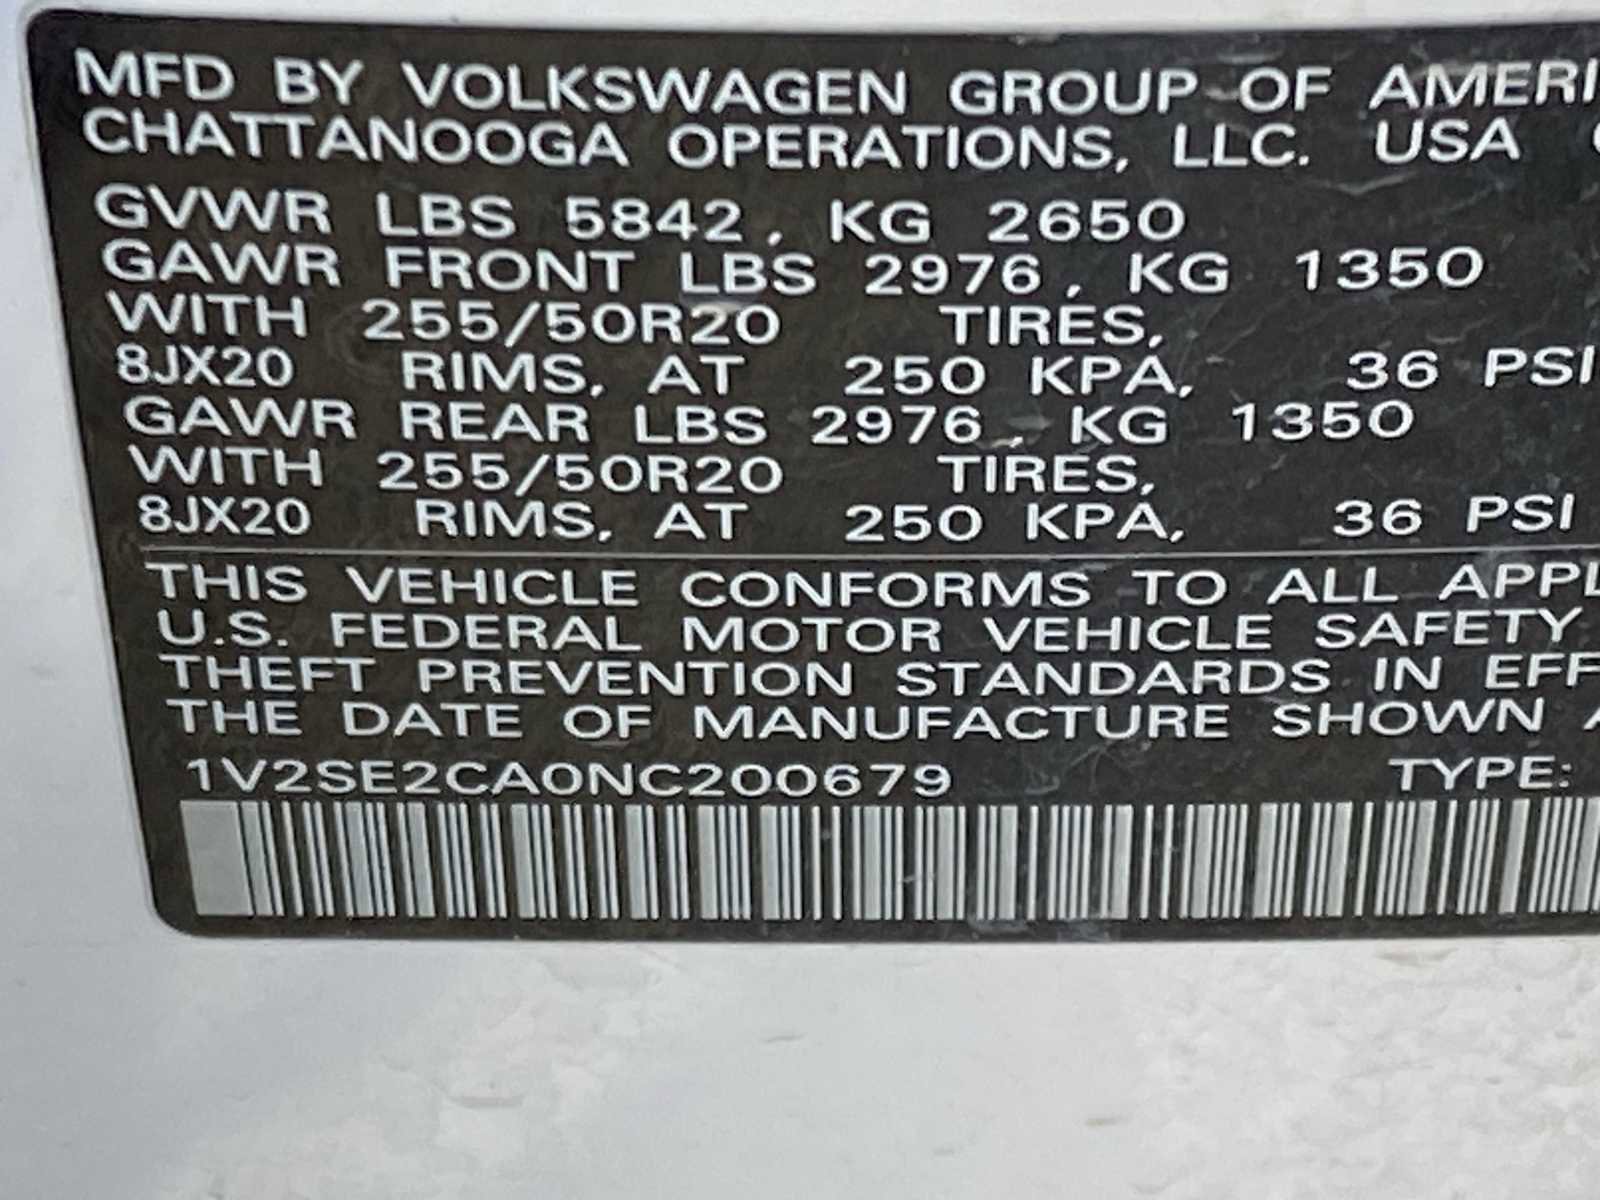 MFD BY VOLKSWAGEN GROUP OF AMERI
CHATTANOOGA OPERATIONS, LLC. USA
GVWR LBS 5842, KG 2650
GAWR FRONT LBS 2976, KG 1350
WITH 255/50R20 TIRES,
8JX20 RIMS, AT 250 KPA, 36 PSI
GAWR REAR LBS 2976, KG 1350
WITH 255/50R20 TIRES,
8JX20 RIMS, AT 250 KPA, 36 PSI
THIS VEHICLE CONFORMS TO ALL APPL
U.S. FEDERAL MOTOR VEHICLE SAFETY
THEFT PREVENTION STANDARDS IN EFF
THE DATE OF MANUFACTURE SHOWN A
1V2SE2CA0NC200679 TYPE: